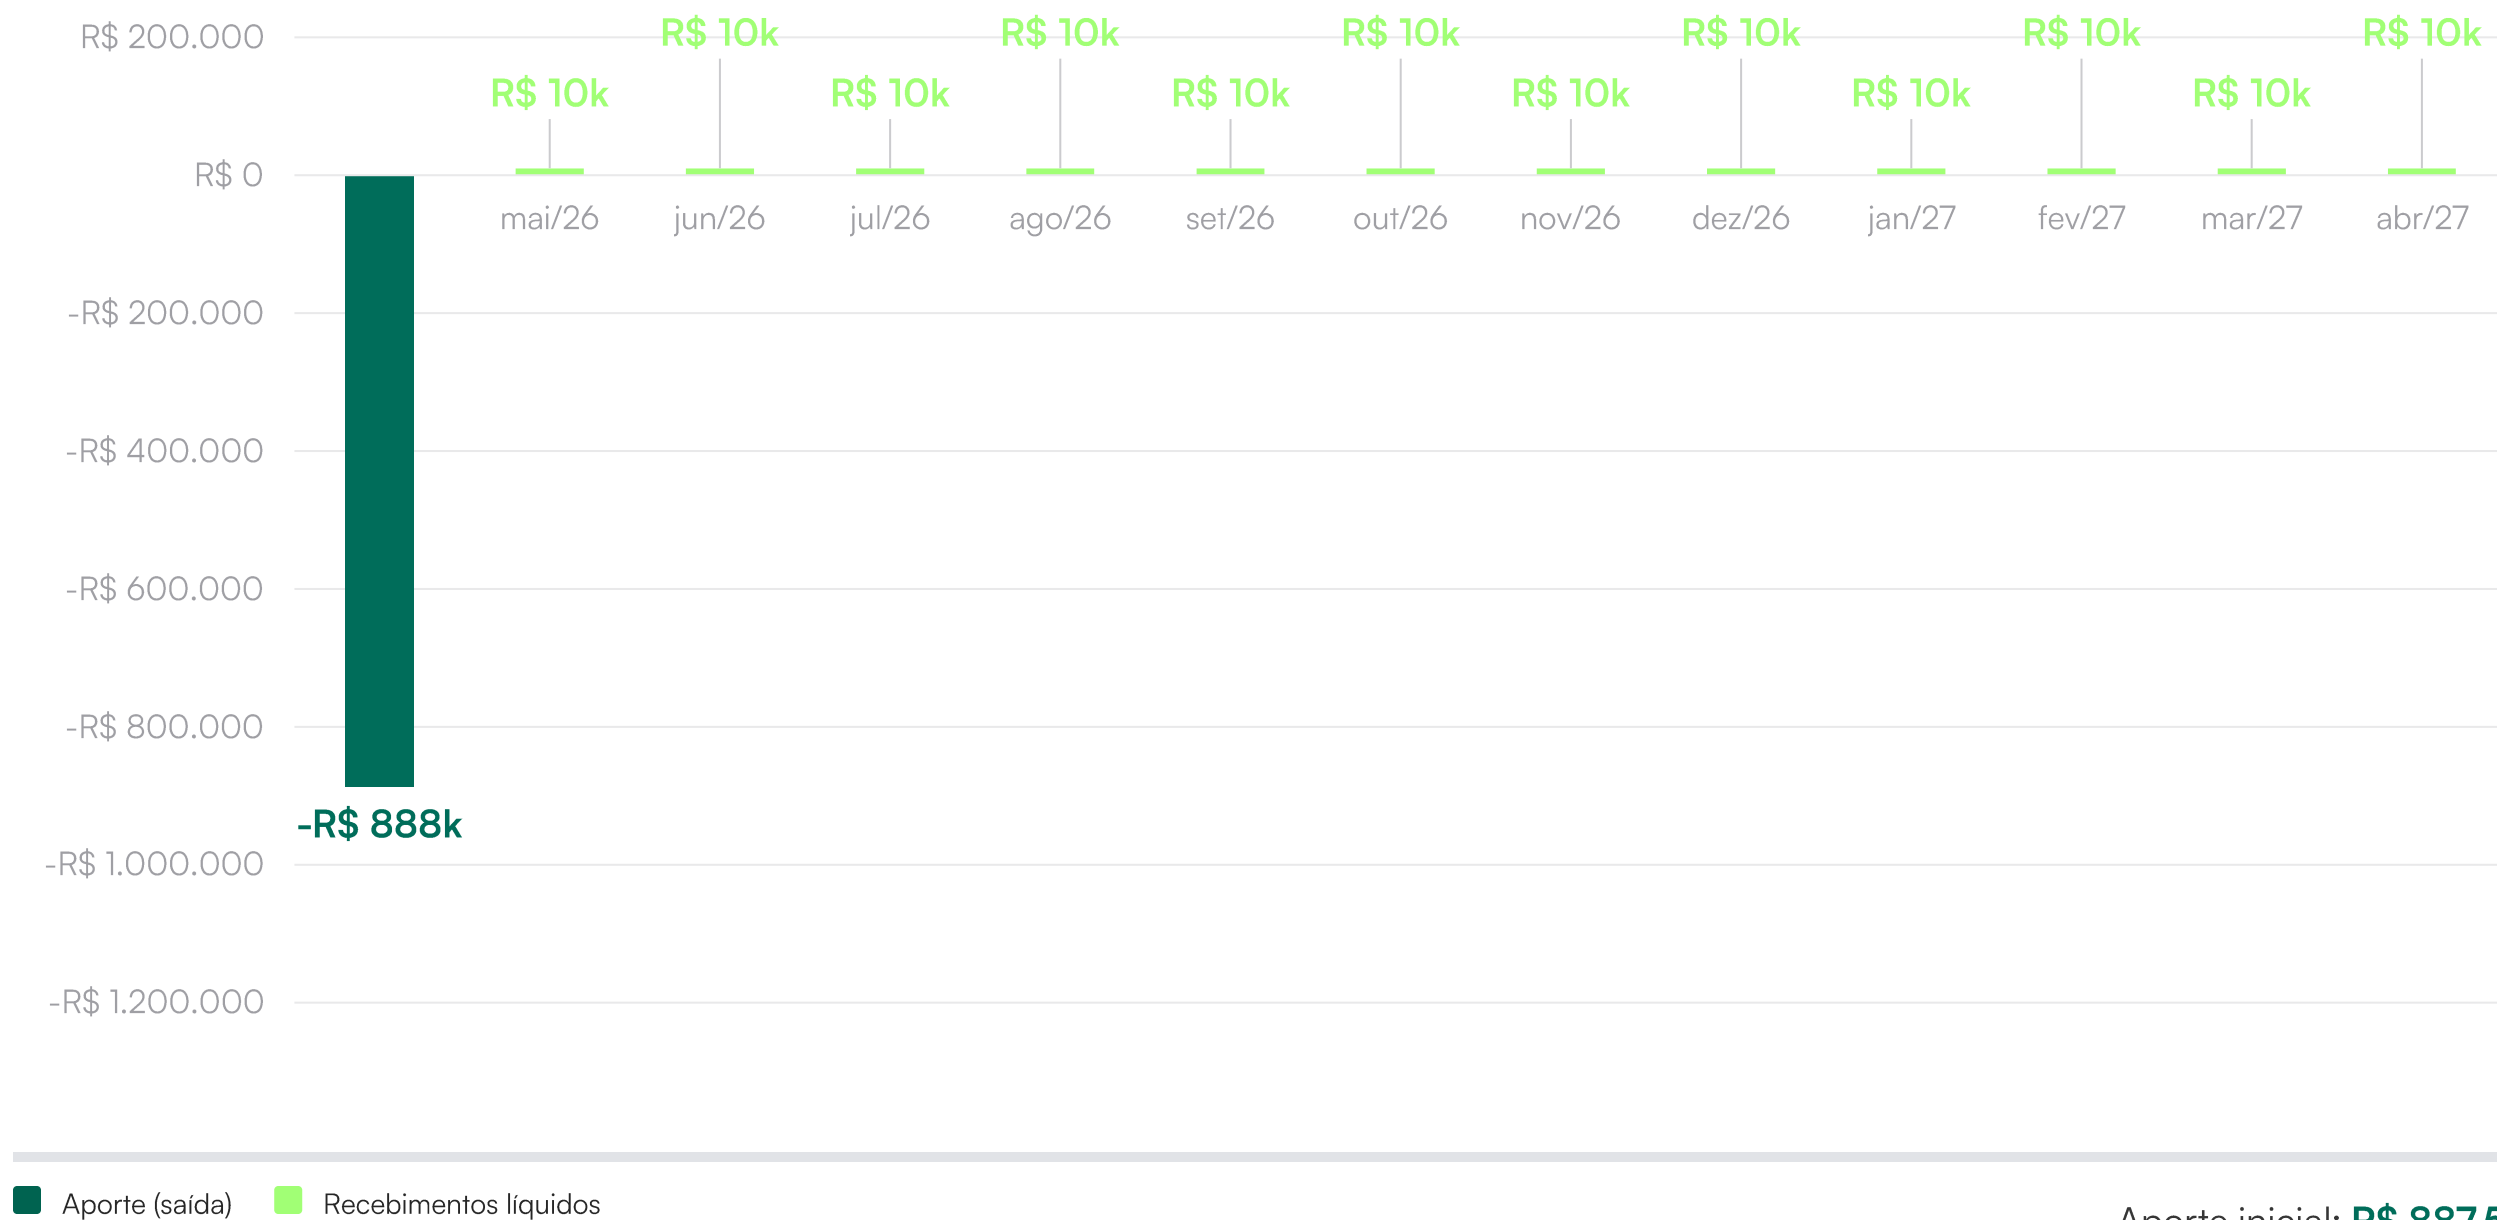 R$ 200.000
R$ 10k R$ 10k R$ 10k R$ 10k R$ 10k R$ 10k
R$ 10k R$ 10k R$ 10k R$ 10k R$ 10k R$ 10k
R$ 0
mai/26 jun/26 jul/26 ago/26 set/26 out/26 nov/26 dez/26 jan/27 fev/27 mar/27 abr/27
-R$ 200.000
-R$ 400.000
-R$ 600.000
-R$ 800.000
-R$ 888k
-R$ 1.000.000
-R$ 1.200.000
Aporte (saída) Recebimentos líquidos
Aporte inicial: R$